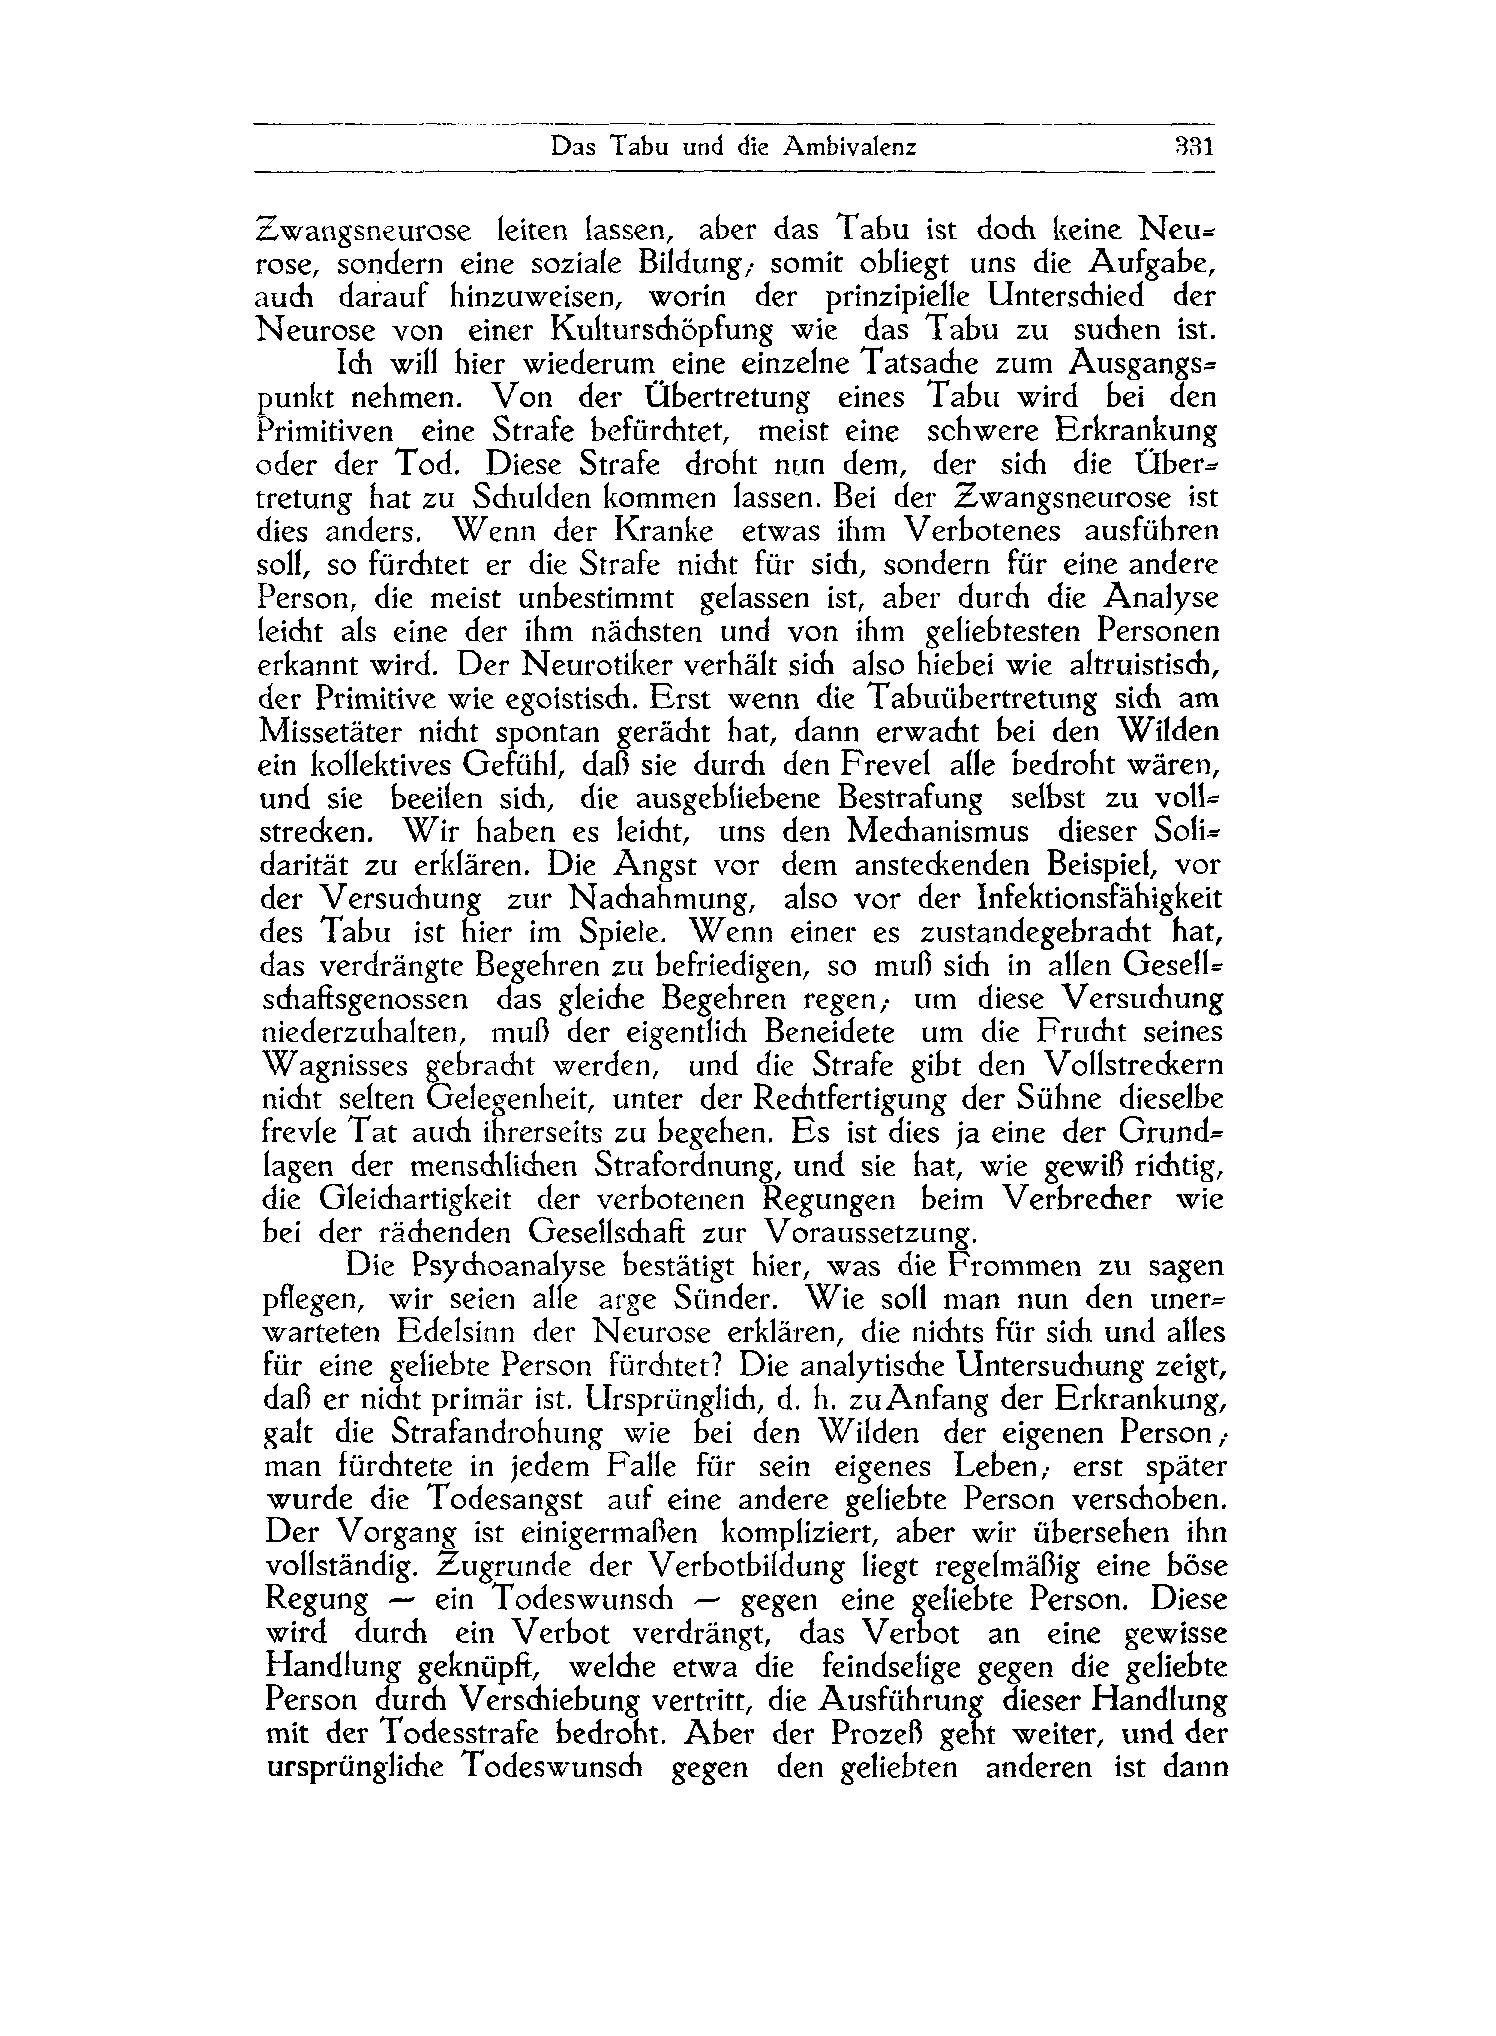 Das Tabu und die Ambivalenz 331
Zwangsneurose leiten lassen, aber das Tabu ist doch keine Neu-
rose, sondern eine soziale Bildung; somit obliegt uns die Aufgabe,
auch darauf hinzuweisen, worin der prinzipielle Unterschied der
Neurose von einer Kulturschöpfung wie das Tabu zu suchen ist.
Ich will hier wiederum eine einzelne Tatsache zum Ausgangs-
punkt nehmen. Von der Übertretung eines Tabu wird bei den
Primitiven eine Strafe befürchtet, meist eine schwere Erkrankung
oder der Tod. Diese Strafe droht nun dem, der sich die Über-
tretung hat zu Schulden kommen lassen. Bei der Zwangsneurose ist
dies anders. Wenn der Kranke etwas ihm Verbotenes ausführen
soll, so fürchtet er die Strafe nicht für sich, sondern für eine andere
Person, die meist unbestimmt gelassen ist, aber durch die Analyse
leicht als eine der ihm nächsten und von ihm geliebtesten Personen
erkannt wird. Der Neurotiker verhält sich also hiebei wie altruistisch,
der Primitive wie egoistisch. Erst wenn die Tabuübertretung sich am
Missetäter nicht spontan gerächt hat, dann erwacht bei den Wilden
ein kollektives Gefühl, daß sie durch den Frevel alle bedroht wären,
und sie beeilen sich, die ausgebliebene Bestrafung selbst zu voll-
strecken. Wir haben es leicht, uns den Mechanismus dieser Soli-
darität zu erklären. Die Angst vor dem ansteckenden Beispiel, vor
der Versuchung zur Nachahmung, also vor der Infektionsfähigkeit
des Tabu ist hier im Spiele. Wenn einer es zustandegebracht hat,
das verdrängte Begehren zu befriedigen, so muß sich in allen Gesell-
schaftsgenossen das gleiche Begehren regen; um diese Versuchung
niederzuhalten, muß der eigentlich Beneidete um die Frucht seines
Wagnisses gebracht werden, und die Strafe gibt den Vollstreckern
nicht selten Gelegenheit, unter der Rechtfertigung der Sühne dieselbe
frevle Tat auch ihrerseits zu begehen. Es ist dies ja eine der Grund-
lagen der menschlichen Strafordnung, und sie hat, wie gewiß richtig,
die Gleichartigkeit der verbotenen Regungen beim Verbrecher wie
bei der rächenden Gesellschaft zur Voraussetzung.
Die Psychoanalyse bestätigt hier, was die Frommen zu sagen
pflegen, wir seien alle arge Sünder. Wie soll man nun den uner-
warteten Edelsinn der Neurose erklären, die nichts für sich und alles
für eine geliebte Person fürchtet? Die analytische Untersuchung zeigt,
daß er nicht primär ist. Ursprünglich, d. h. zu Anfang der Erkrankung,
galt die Strafandrohung wie bei den Wilden der eigenen Person;
man fürchtete in jedem Falle für sein eigenes Leben; erst später
wurde die Todesangst auf eine andere geliebte Person verschoben.
Der Vorgang ist einigermaßen kompliziert, aber wir übersehen ihn
vollständig. Zugrunde der Verbotbildung liegt regelmäßig eine böse
Regung — ein Todeswunsch — gegen eine geliebte Person. Diese
wird durch ein Verbot verdrängt, das Verbot an eine gewisse
Handlung geknüpft, welche etwa die feindselige gegen die geliebte
Person durch Verschiebung vertritt, die Ausführung dieser Handlung
mit der Todesstrafe bedroht. Aber der Prozeß geht weiter, und der
ursprüngliche Todeswunsch gegen den geliebten anderen ist dann